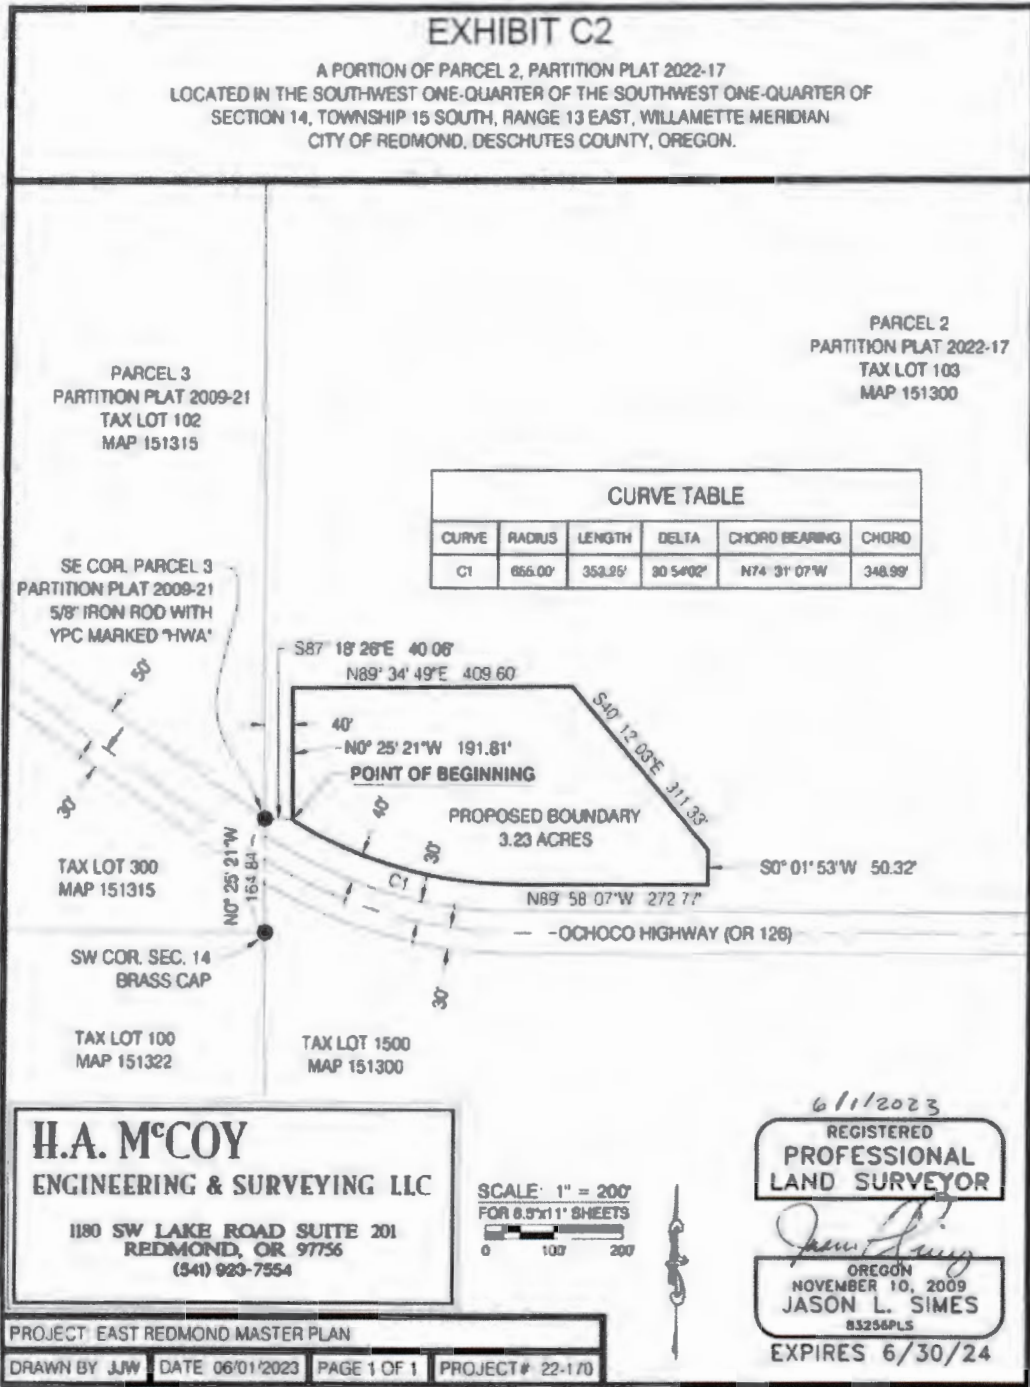 EXHIBIT C2
A PORTION OF PARCEL 2, PARTITION PLAT 2022-17
LOCATED IN THE SOUTHWEST ONE-QUARTER OF THE SOUTHWEST ONE-QUARTER OF
SECTION 14, TOWNSHIP 15 SOUTH, RANGE 13 EAST, WILLAMETTE MERIDIAN
CITY OF REDMOND, DESCHUTES COUNTY, OREGON.
PARCEL 2
PARTITION PLAT 2022-17
TAX LOT 103
MAP 151300
PARCEL 3
PARTITION PLAT 2009-21
TAX LOT 102
MAP 151315
CURVE TABLE
CURVE RADIUS LENGTH DELTA CHORD BEARING CHORD
C1 655.00' 353.25' 30 54'02" N74 31' 07"W 348.99'
SE COR. PARCEL 3
PARTITION PLAT 2009-21
5/8" IRON ROD WITH
YPC MARKED "HWA"
S87 18' 26"E 40.06'
N89° 34' 49"E 409.60
50'
40'
N0° 25' 21"W 191.81'
POINT OF BEGINNING
S40° 12' 03"E 311.33'
30'
40'
PROPOSED BOUNDARY
3.23 ACRES
30'
TAX LOT 300
MAP 151315
N0° 25' 21"W
164.84
C1
S0° 01' 53"W 50.32'
N89 58 07"W 272.77'
OCHOCO HIGHWAY (OR 126)
SW COR. SEC. 14
BRASS CAP
30'
TAX LOT 100
MAP 151322
TAX LOT 1500
MAP 151300
H.A. McCOY
ENGINEERING & SURVEYING LLC
1180 SW LAKE ROAD SUITE 201
REDMOND, OR 97756
(541) 923-7554
SCALE: 1" = 200'
FOR 8.5"x11" SHEETS
0 100' 200'
6/1/2023
REGISTERED
PROFESSIONAL
LAND SURVEYOR
OREGON
NOVEMBER 10, 2009
JASON L. SIMES
83256PLS
EXPIRES 6/30/24
PROJECT: EAST REDMOND MASTER PLAN
DRAWN BY JJW DATE 06/01/2023 PAGE 1 OF 1 PROJECT# 22-170